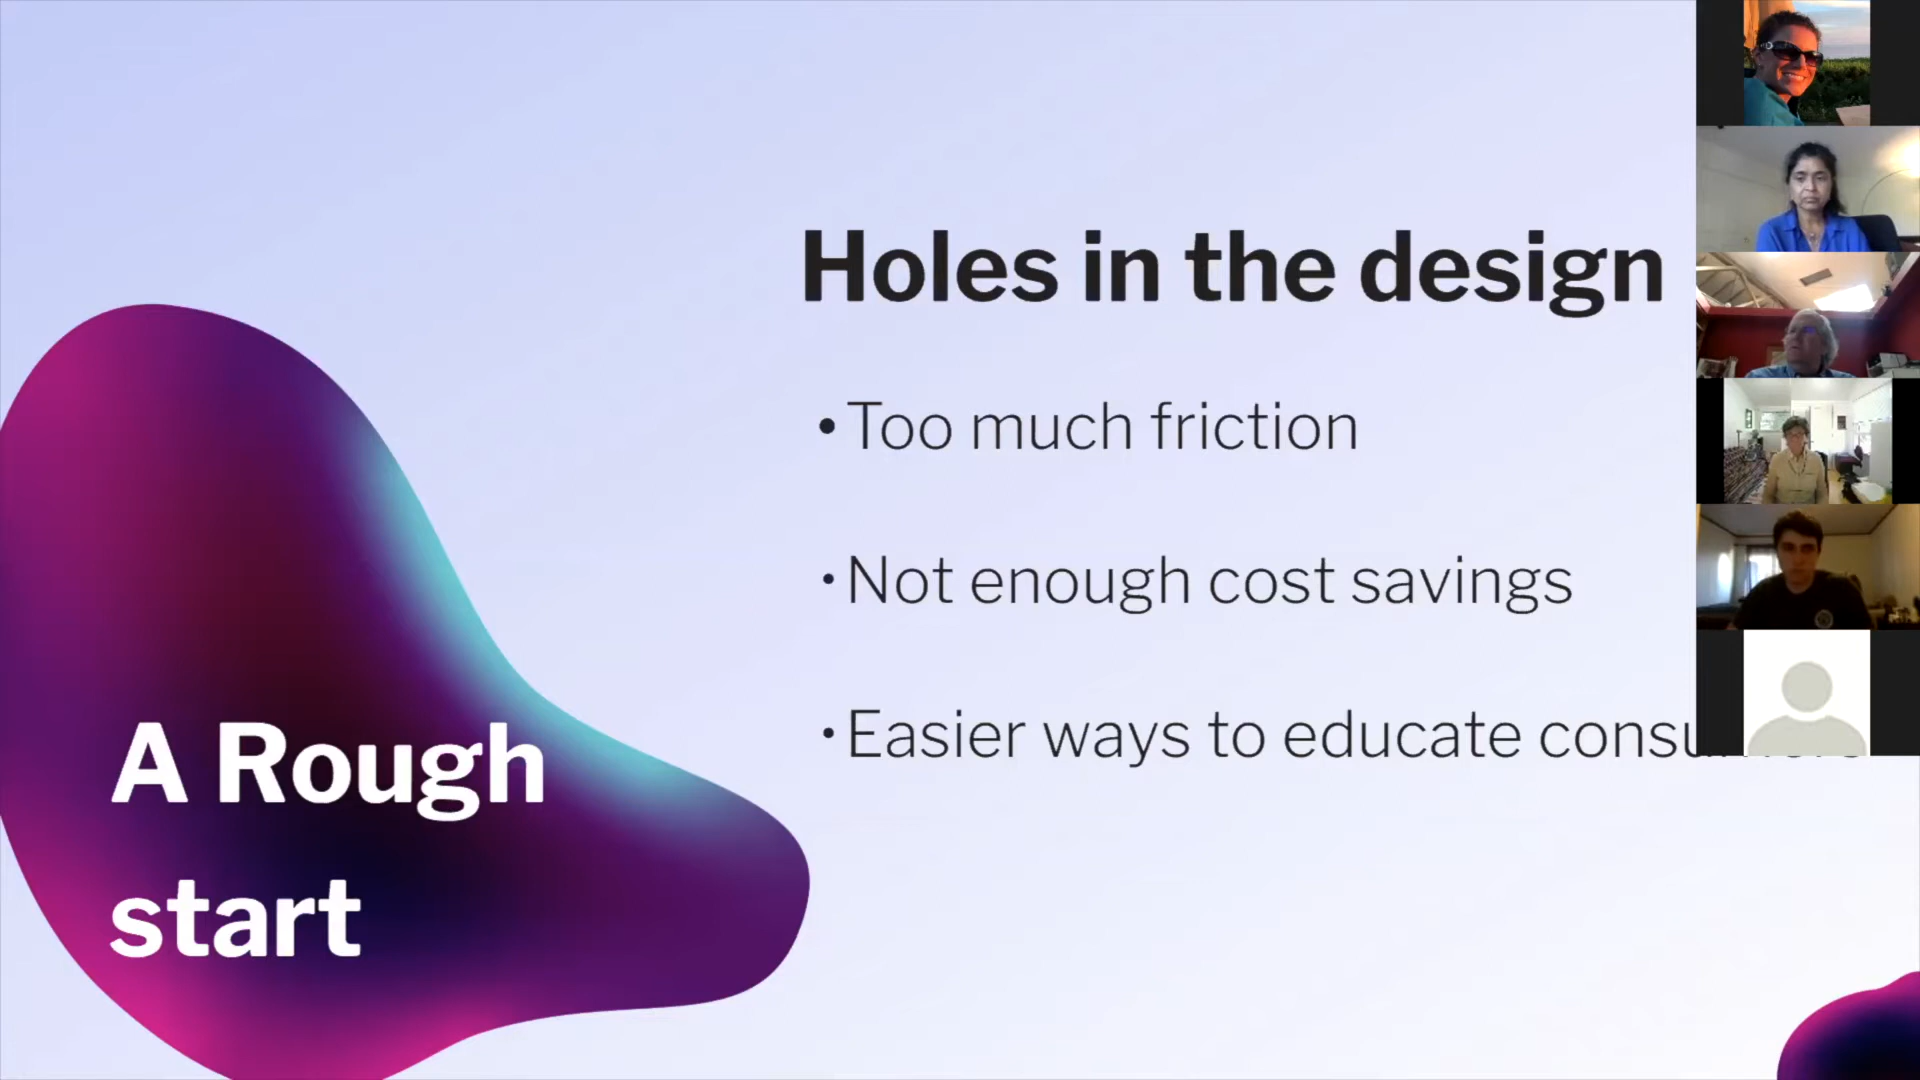 Holes in the design
• Too much friction
• Not enough cost savings
• Easier ways to educate
A Rough
start